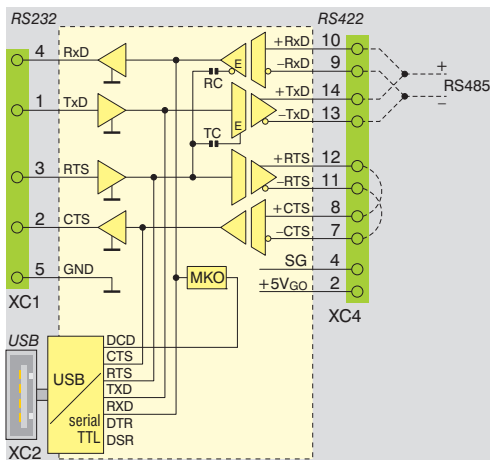 RS232
RS422
4 RxD
1 TxD
3 RTS
2 CTS
5 GND
XC1
E
RC
E
TC
MKO
+RxD 10
−RxD 9
+TxD 14
−TxD 13
+RTS 12
−RTS 11
+CTS 8
−CTS 7
SG 4
+5VGO 2
XC4
+
RS485
−
USB
XC2
USB
serial
TTL
DCD
CTS
RTS
TXD
RXD
DTR
DSR